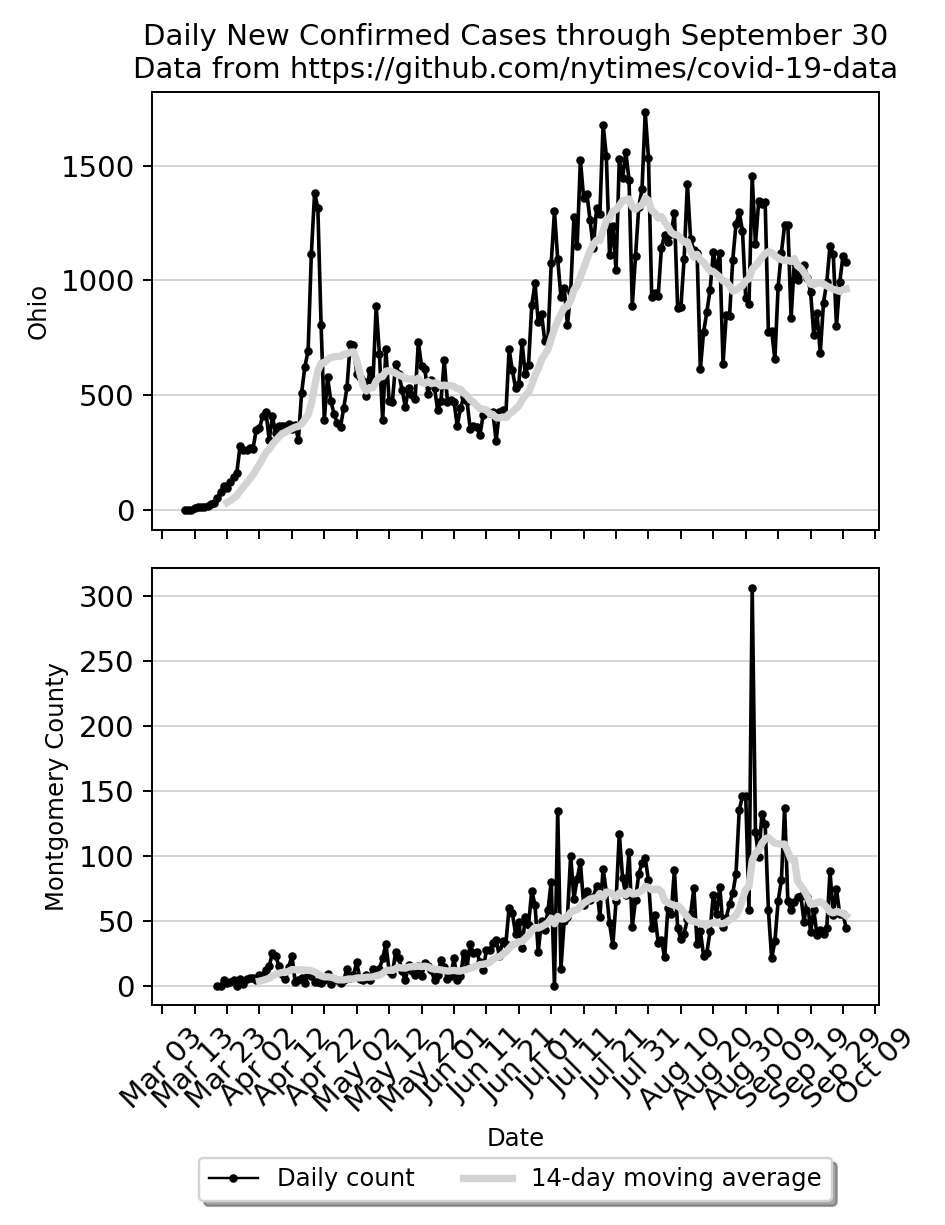 Daily New Confirmed Cases through September 30
Data from https://github.com/nytimes/covid-19-data
1500
1000
500
0
Ohio
300
250
200
150
100
50
0
Montgomery County
Mar 03
Mar 13
Mar 23
Apr 02
Apr 12
Apr 22
May 02
May 12
May 22
Jun 01
Jun 11
Jun 21
Jul 01
Jul 11
Jul 21
Jul 31
Aug 10
Aug 20
Aug 30
Sep 09
Sep 19
Sep 29
Oct 09
Date
Daily count
14-day moving average